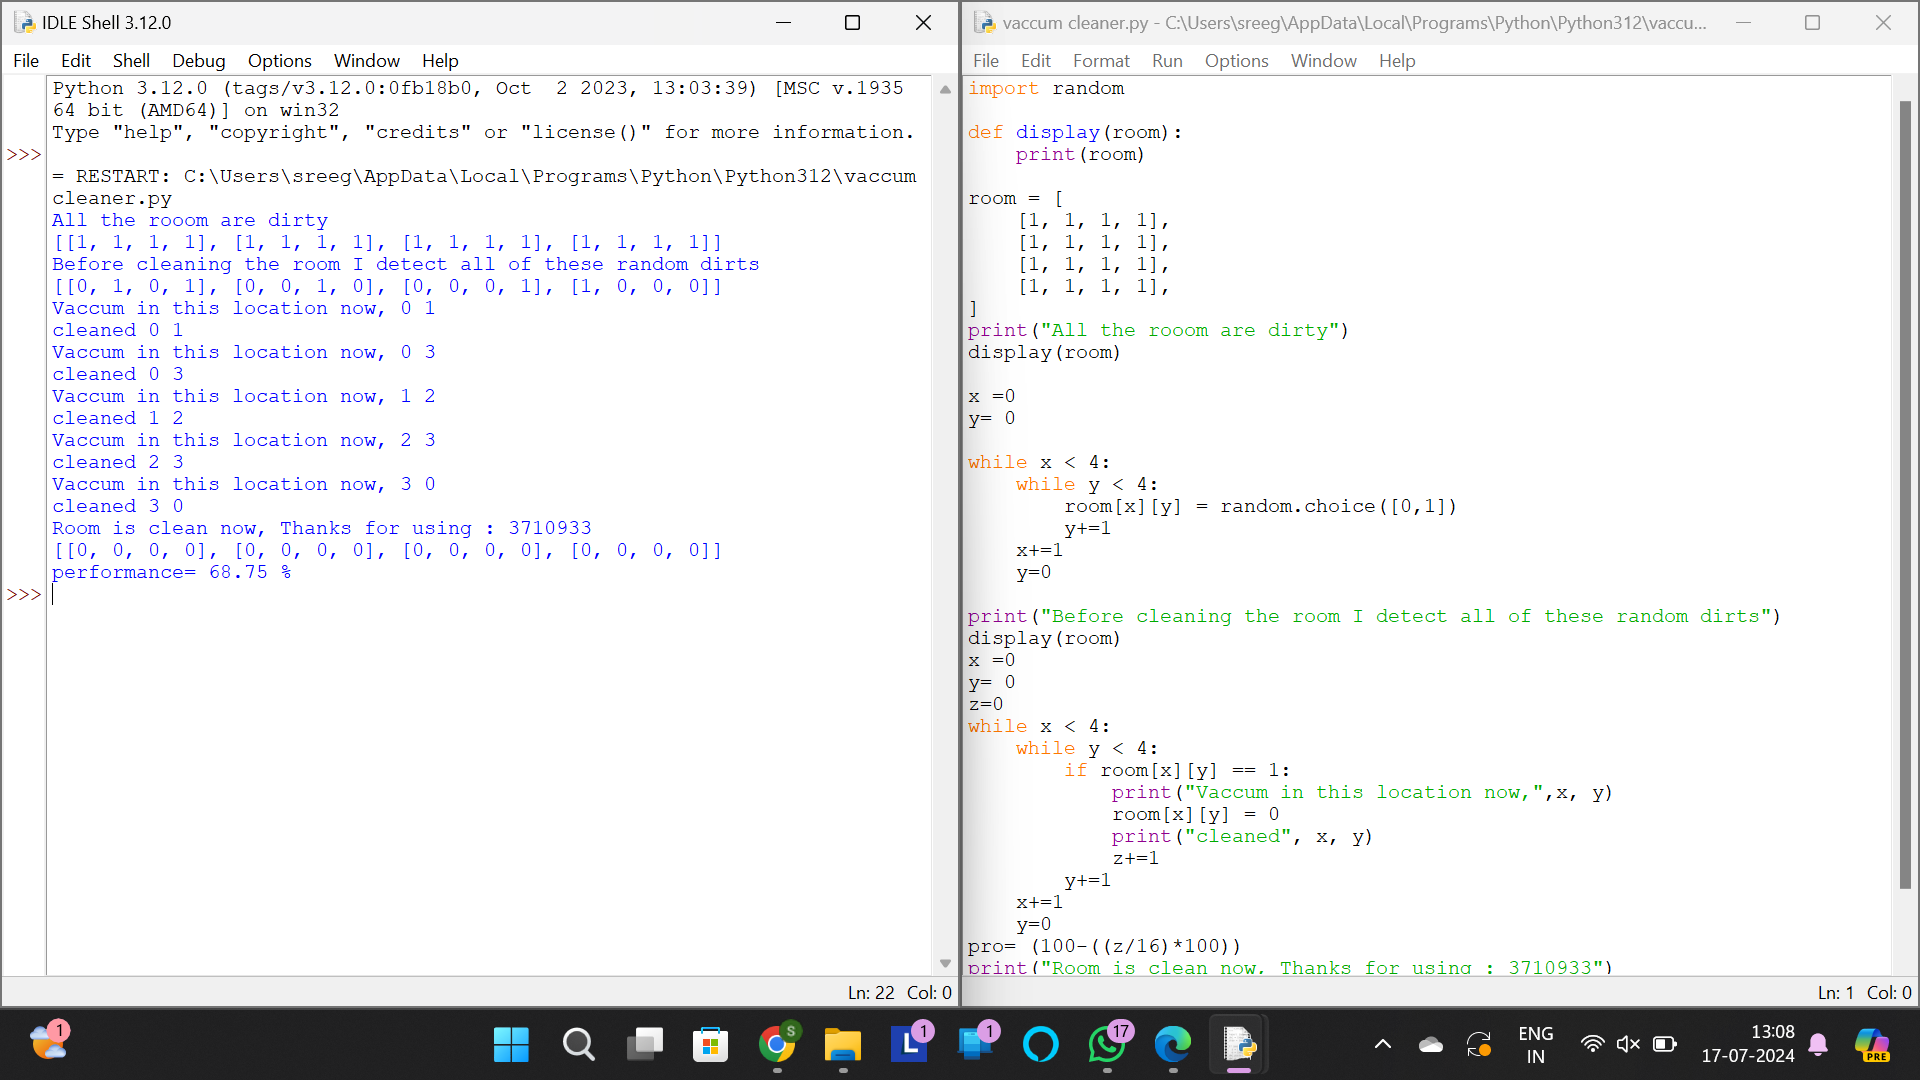 IDLE Shell 3.12.0
File Edit Shell Debug Options Window Help
Python 3.12.0 (tags/v3.12.0:0fb18b0, Oct  2 2023, 13:03:39) [MSC v.1935
64 bit (AMD64)] on win32
Type "help", "copyright", "credits" or "license()" for more information.
>>>
= RESTART: C:\Users\sreeg\AppData\Local\Programs\Python\Python312\vaccum
cleaner.py
All the rooom are dirty
[[1, 1, 1, 1], [1, 1, 1, 1], [1, 1, 1, 1], [1, 1, 1, 1]]
Before cleaning the room I detect all of these random dirts
[[0, 1, 0, 1], [0, 0, 1, 0], [0, 0, 0, 1], [1, 0, 0, 0]]
Vaccum in this location now, 0 1
cleaned 0 1
Vaccum in this location now, 0 3
cleaned 0 3
Vaccum in this location now, 1 2
cleaned 1 2
Vaccum in this location now, 2 3
cleaned 2 3
Vaccum in this location now, 3 0
cleaned 3 0
Room is clean now, Thanks for using : 3710933
[[0, 0, 0, 0], [0, 0, 0, 0], [0, 0, 0, 0], [0, 0, 0, 0]]
performance= 68.75 %
>>>
Ln: 22 Col: 0
vaccum cleaner.py - C:\Users\sreeg\AppData\Local\Programs\Python\Python312\vaccu...
File Edit Format Run Options Window Help
import random
def display(room):
    print(room)
room = [
    [1, 1, 1, 1],
    [1, 1, 1, 1],
    [1, 1, 1, 1],
    [1, 1, 1, 1],
]
print("All the rooom are dirty")
display(room)
x =0
y= 0
while x < 4:
    while y < 4:
        room[x][y] = random.choice([0,1])
        y+=1
    x+=1
    y=0
print("Before cleaning the room I detect all of these random dirts")
display(room)
x =0
y= 0
z=0
while x < 4:
    while y < 4:
        if room[x][y] == 1:
            print("Vaccum in this location now,",x, y)
            room[x][y] = 0
            print("cleaned", x, y)
            z+=1
        y+=1
    x+=1
    y=0
pro= (100-((z/16)*100))
print("Room is clean now, Thanks for using : 3710933")
Ln: 1 Col: 0
1
S
L
1
1
17
ENG
IN
13:08
17-07-2024
PRE